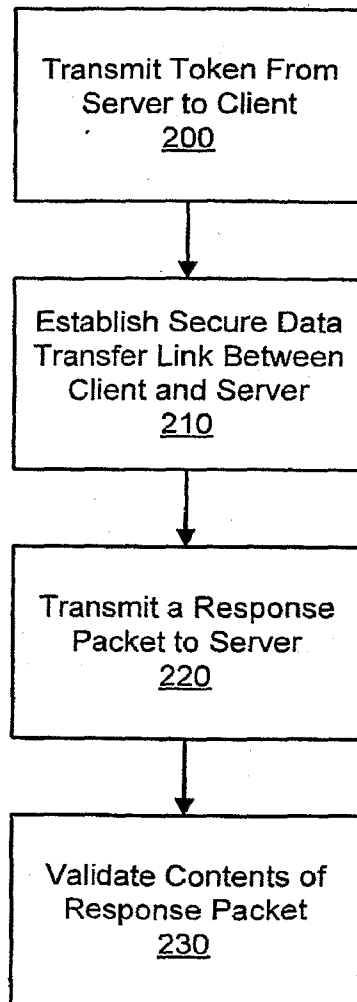 Transmit Token From
Server to Client
200
Establish Secure Data
Transfer Link Between
Client and Server
210
Transmit a Response
Packet to Server
220
Validate Contents of
Response Packet
230